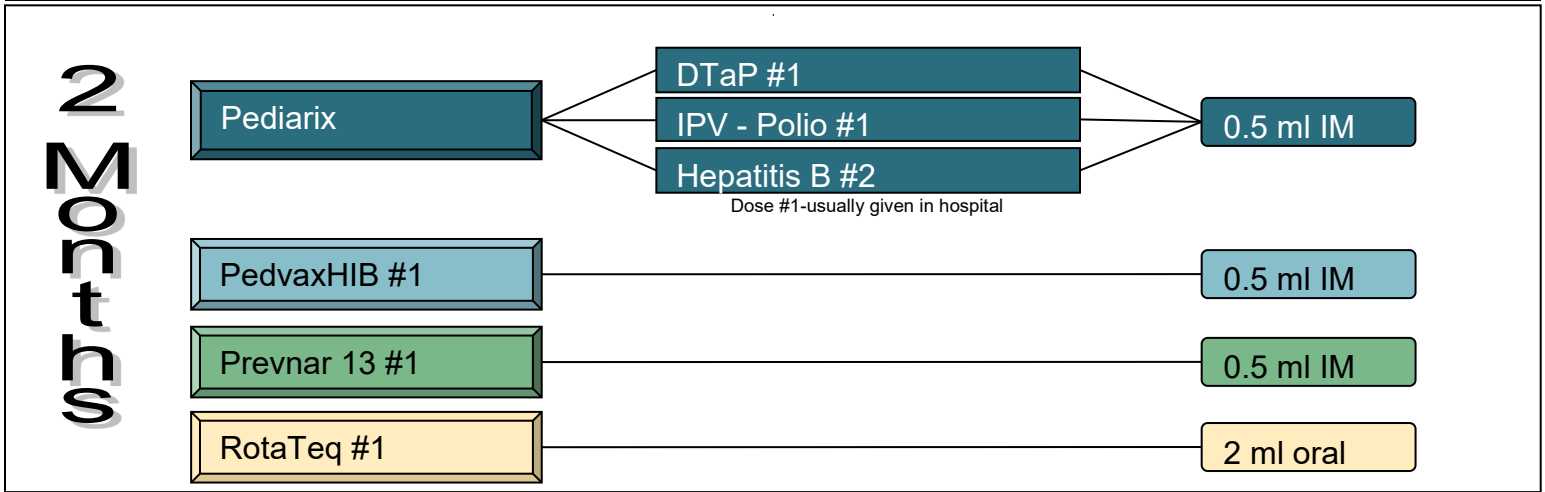 2 Months
Pediarix
DTaP #1
IPV - Polio #1
Hepatitis B #2
Dose #1-usually given in hospital
0.5 ml IM
PedvaxHIB #1
0.5 ml IM
Prevnar 13 #1
0.5 ml IM
RotaTeq #1
2 ml oral